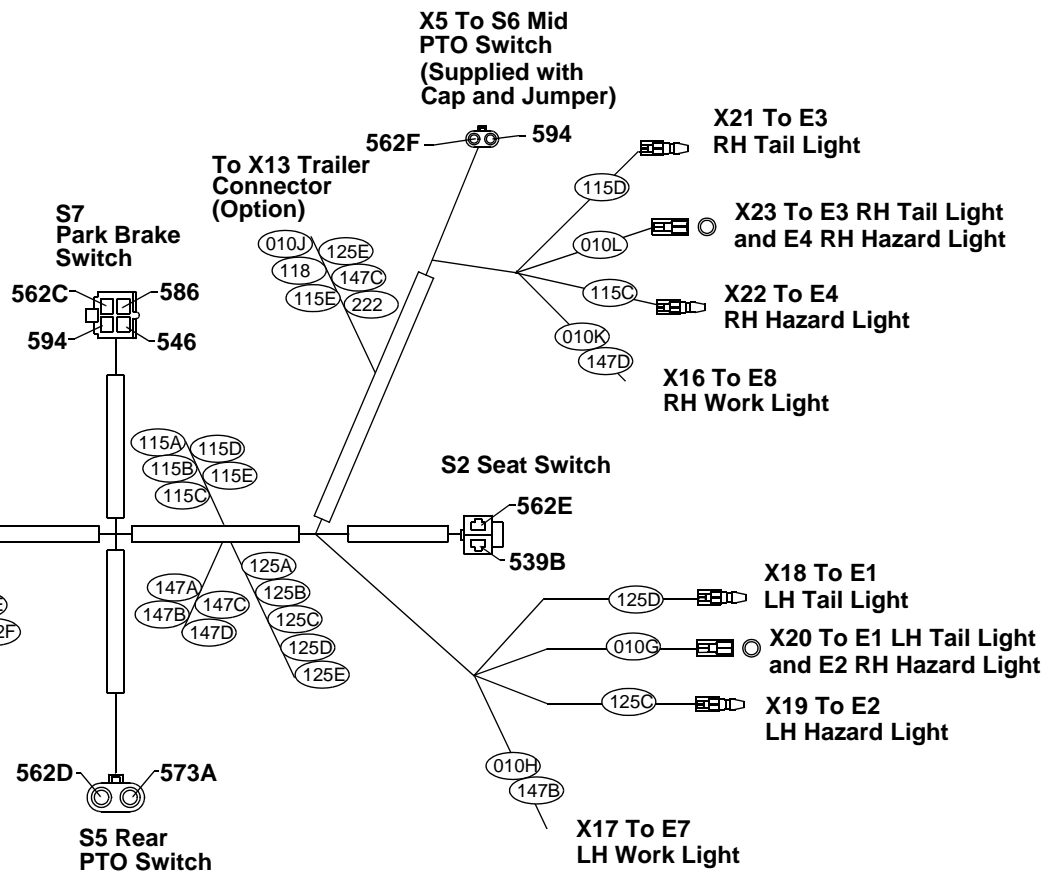 X5 To S6 Mid
PTO Switch
(Supplied with
Cap and Jumper)
562F
594
X21 To E3
RH Tail Light
To X13 Trailer
Connector
(Option)
115D
S7
Park Brake
Switch
010J
125E
118
147C
115E
222
010L
X23 To E3 RH Tail Light
and E4 RH Hazard Light
562C
586
594
546
115C
X22 To E4
RH Hazard Light
010K
147D
X16 To E8
RH Work Light
115A
115D
115B
115E
115C
S2 Seat Switch
562E
539B
147A
147C
147B
147D
125A
125B
125C
125D
125E
125D
X18 To E1
LH Tail Light
010G
X20 To E1 LH Tail Light
and E2 RH Hazard Light
125C
X19 To E2
LH Hazard Light
562D
573A
010H
147B
S5 Rear
PTO Switch
X17 To E7
LH Work Light